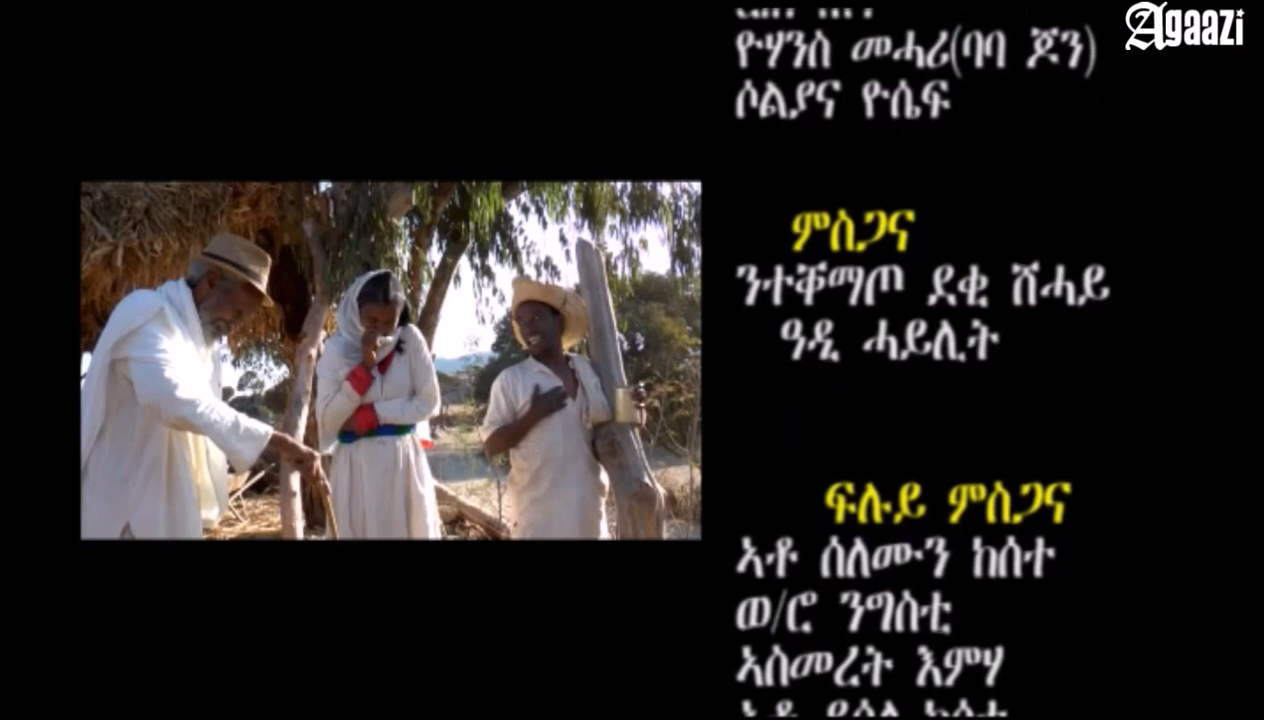 Agaazi
ዮሃንስ መሓሪ(ባባ ጆን)
ሶልያና ዮሴፍ
ምስጋና
ንተቐማጦ ደቂ ሸሓይ
ዓዲ ሓይሊት
ፍሉይ ምስጋና
ኣቶ ሰለሙን ከሰተ
ወ/ሮ ንግስቲ
ኣስመረት እምሃ